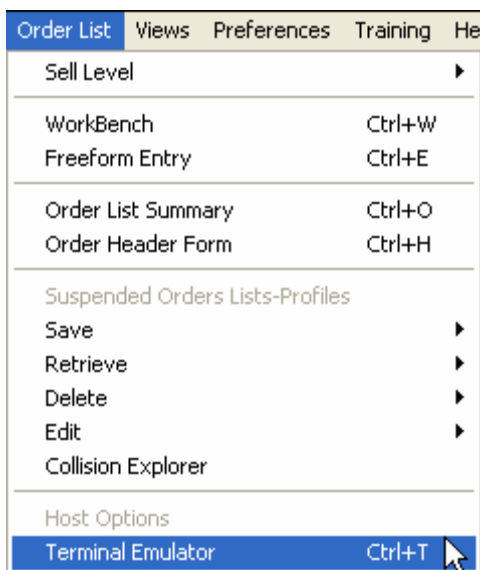 Order List Views Preferences Training He
Sell Level
WorkBench Ctrl+W
Freeform Entry Ctrl+E
Order List Summary Ctrl+O
Order Header Form Ctrl+H
Suspended Orders Lists-Profiles
Save
Retrieve
Delete
Edit
Collision Explorer
Host Options
Terminal Emulator Ctrl+T